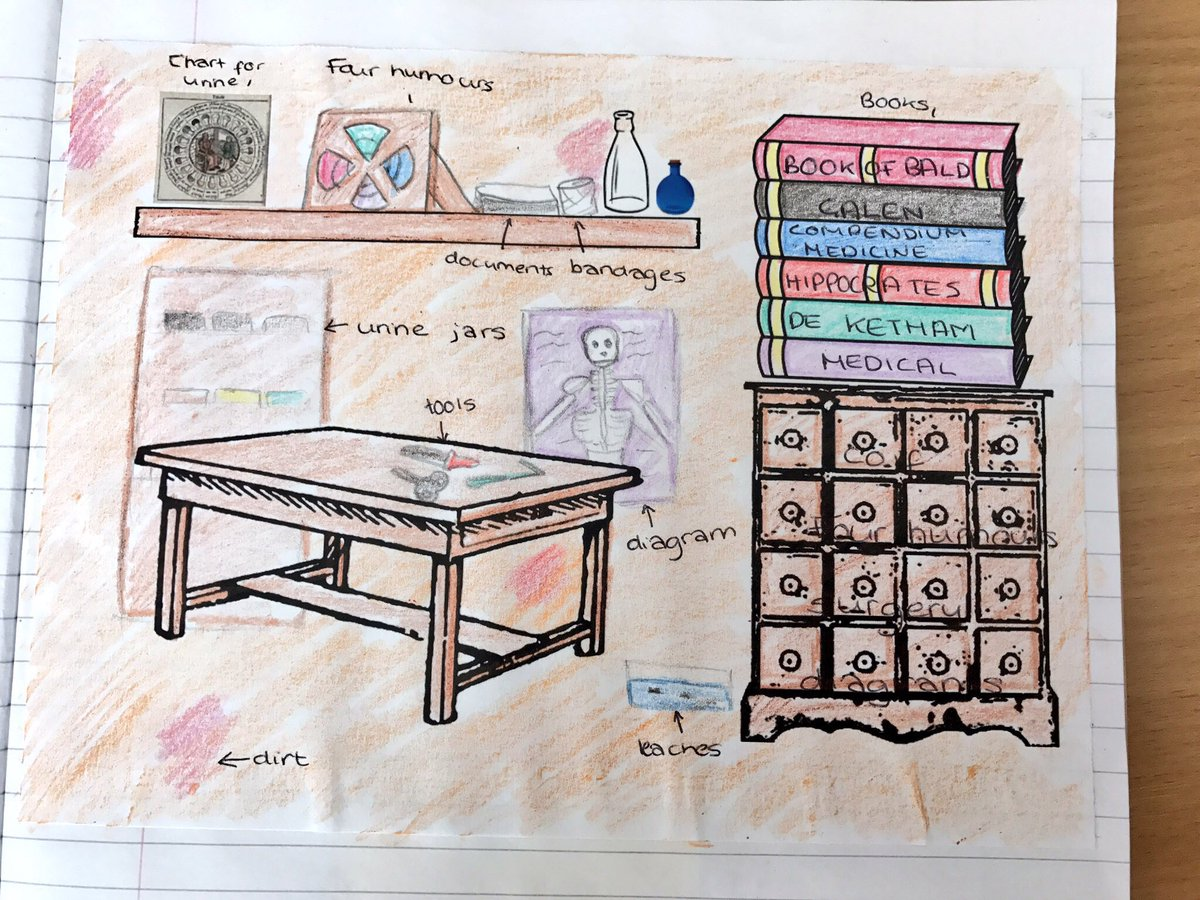 Chart for
urine,
Four humours
Books,
BOOK OF BALD
GALEN
COMPENDIUM
MEDICINE
HIPPOCRATES
DE KETHAM
MEDICAL
documents bandages
← urine jars
tools
diagram
Four humours
Surgery
diagrams
leaches
← dirt